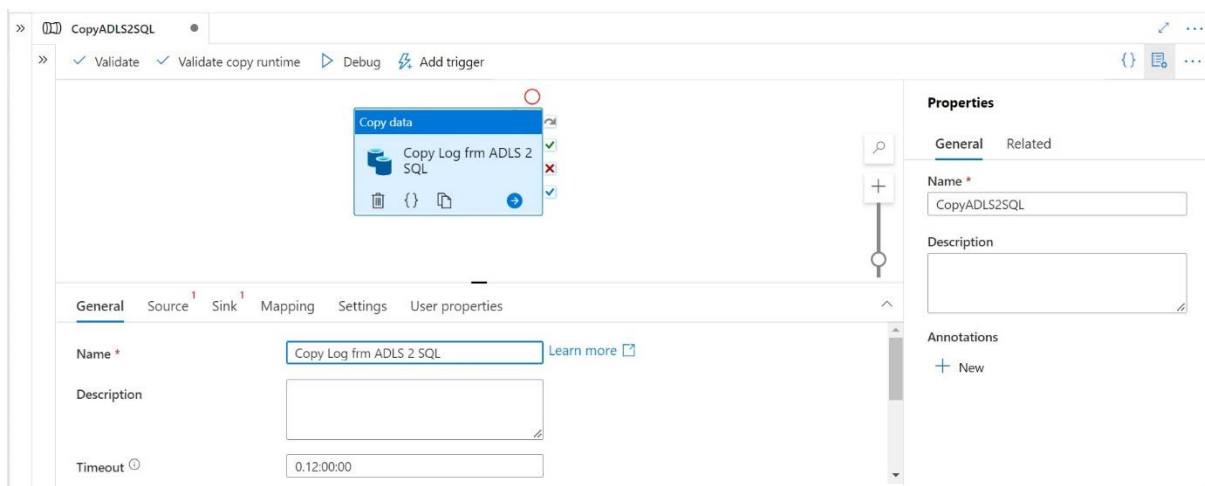 CopyADLS2SQL
Validate Validate copy runtime Debug Add trigger
Copy data
Copy Log frm ADLS 2
SQL
General Source 1 Sink 1 Mapping Settings User properties
Name * Copy Log frm ADLS 2 SQL Learn more
Description
Timeout 0.12:00:00
Properties
General Related
Name *
CopyADLS2SQL
Description
Annotations
New